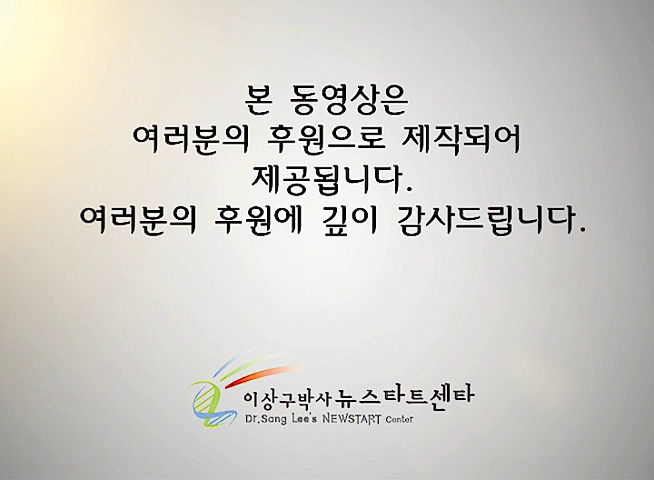 본 동영상은
여러분의 후원으로 제작되어
제공됩니다.
여러분의 후원에 깊이 감사드립니다.
이상구박사 뉴스타트센타
Dr.Sang Lee's NEWSTART Center